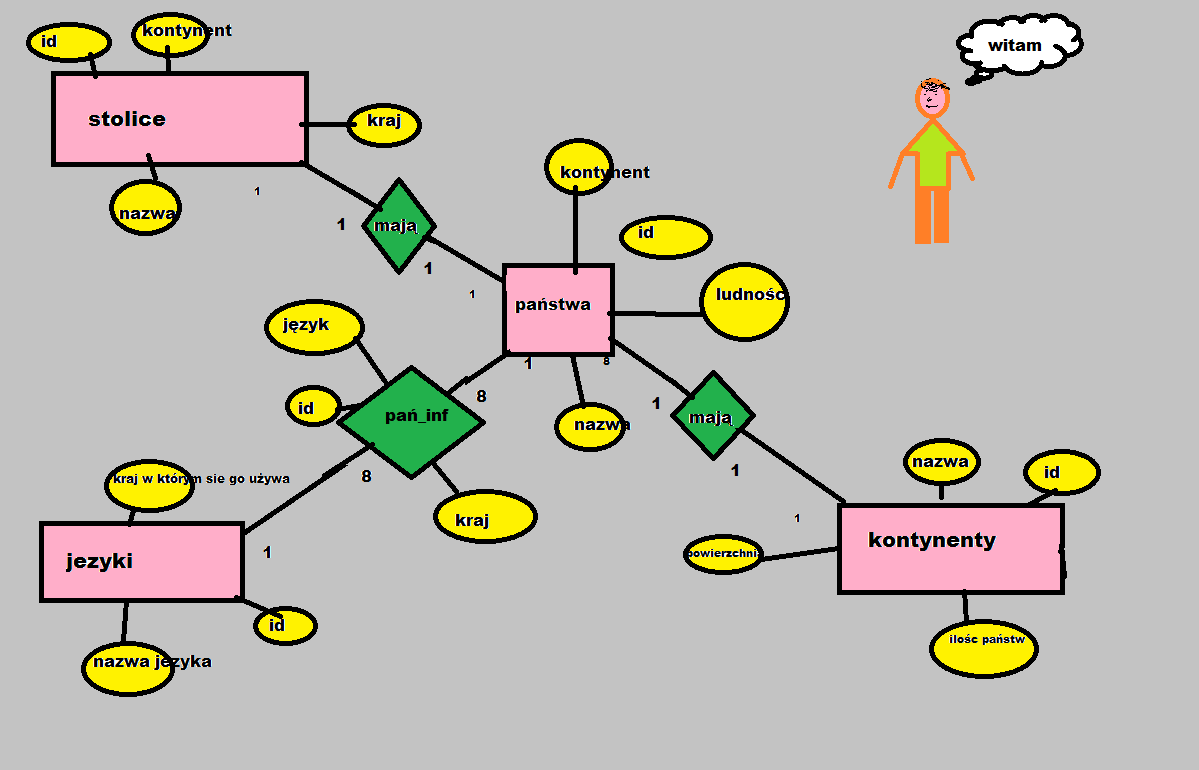 id
kontynent
witam
stolice
kraj
kontynent
1
nazwa
1
mają
id
1
1
ludnośc
państwa
język
1
8
8
1
id
pań_inf
mają
nazwa
8
1
nazwa
id
kraj w którym sie go używa
kraj
1
kontynenty
1
powierzchnia
jezyki
id
ilośc państw
nazwa jezyka